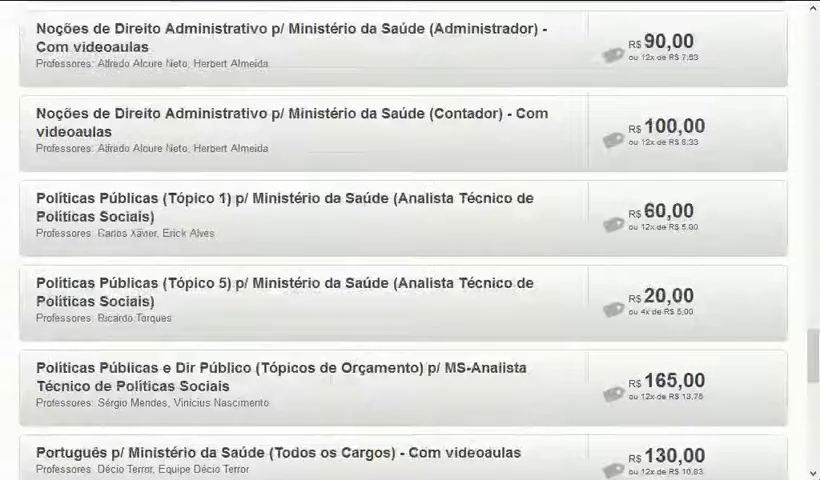 Noções de Direito Administrativo p/ Ministério da Saúde (Administrador) -
Com videoaulas
Professores: Alfredo Alcure Neto, Herbert Almeida
R$ 90,00
ou 12x de R$ 7,53
Noções de Direito Administrativo p/ Ministério da Saúde (Contador) - Com
videoaulas
Professores: Alfredo Alcure Neto, Herbert Almeida
R$ 100,00
ou 12x de R$ 8,33
Políticas Públicas (Tópico 1) p/ Ministério da Saúde (Analista Técnico de
Políticas Sociais)
Professores: Carlos Xavier, Erick Alves
R$ 60,00
ou 12x de R$ 5,00
Políticas Públicas (Tópico 5) p/ Ministério da Saúde (Analista Técnico de
Políticas Sociais)
Professores: Ricardo Torques
R$ 20,00
ou 4x de R$ 5,00
Políticas Públicas e Dir Público (Tópicos de Orçamento) p/ MS-Analista
Técnico de Políticas Sociais
Professores: Sérgio Mendes, Vinícius Nascimento
R$ 165,00
ou 12x de R$ 13,75
Português p/ Ministério da Saúde (Todos os Cargos) - Com videoaulas
Professores: Décio Terror, Equipe Décio Terror
R$ 130,00
ou 12x de R$ 10,83